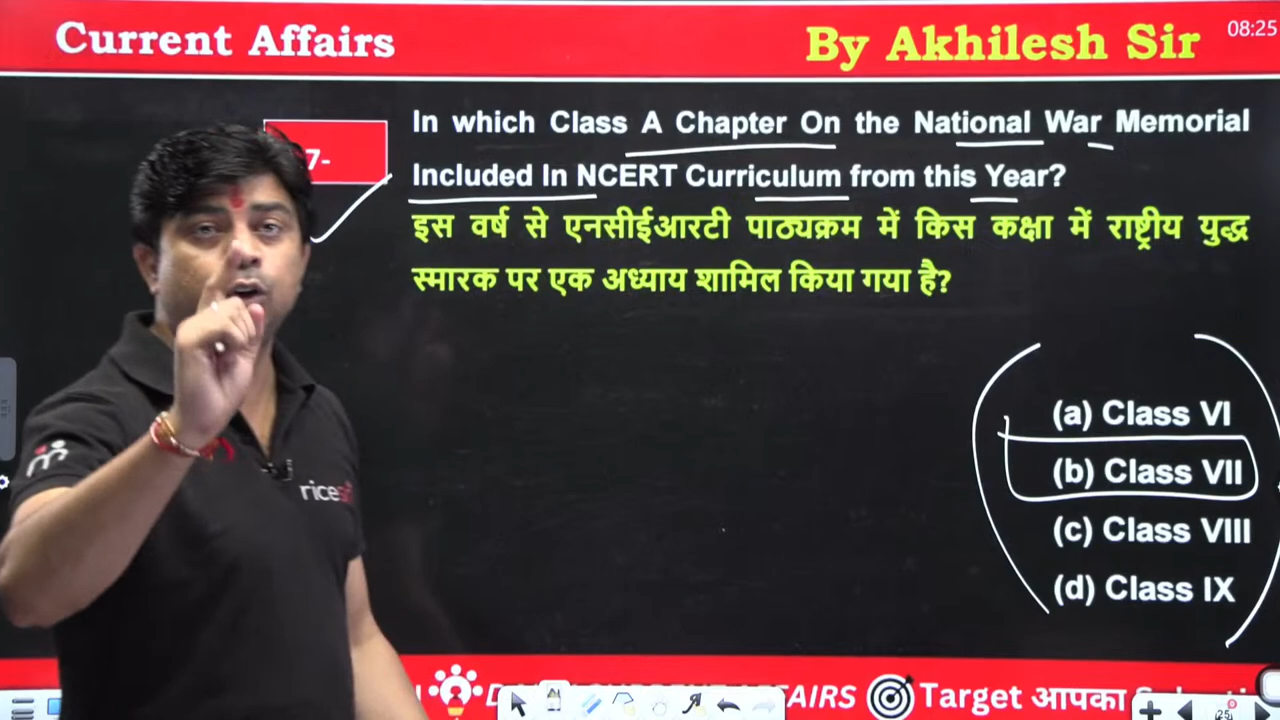 Current Affairs
By Akhilesh Sir
08:25
7-
In which Class A Chapter On the National War Memorial
Included In NCERT Curriculum from this Year?
इस वर्ष से एनसीईआरटी पाठ्यक्रम में किस कक्षा में राष्ट्रीय युद्ध
स्मारक पर एक अध्याय शामिल किया गया है?
(a) Class VI
(b) Class VII
(c) Class VIII
(d) Class IX
Target आपका